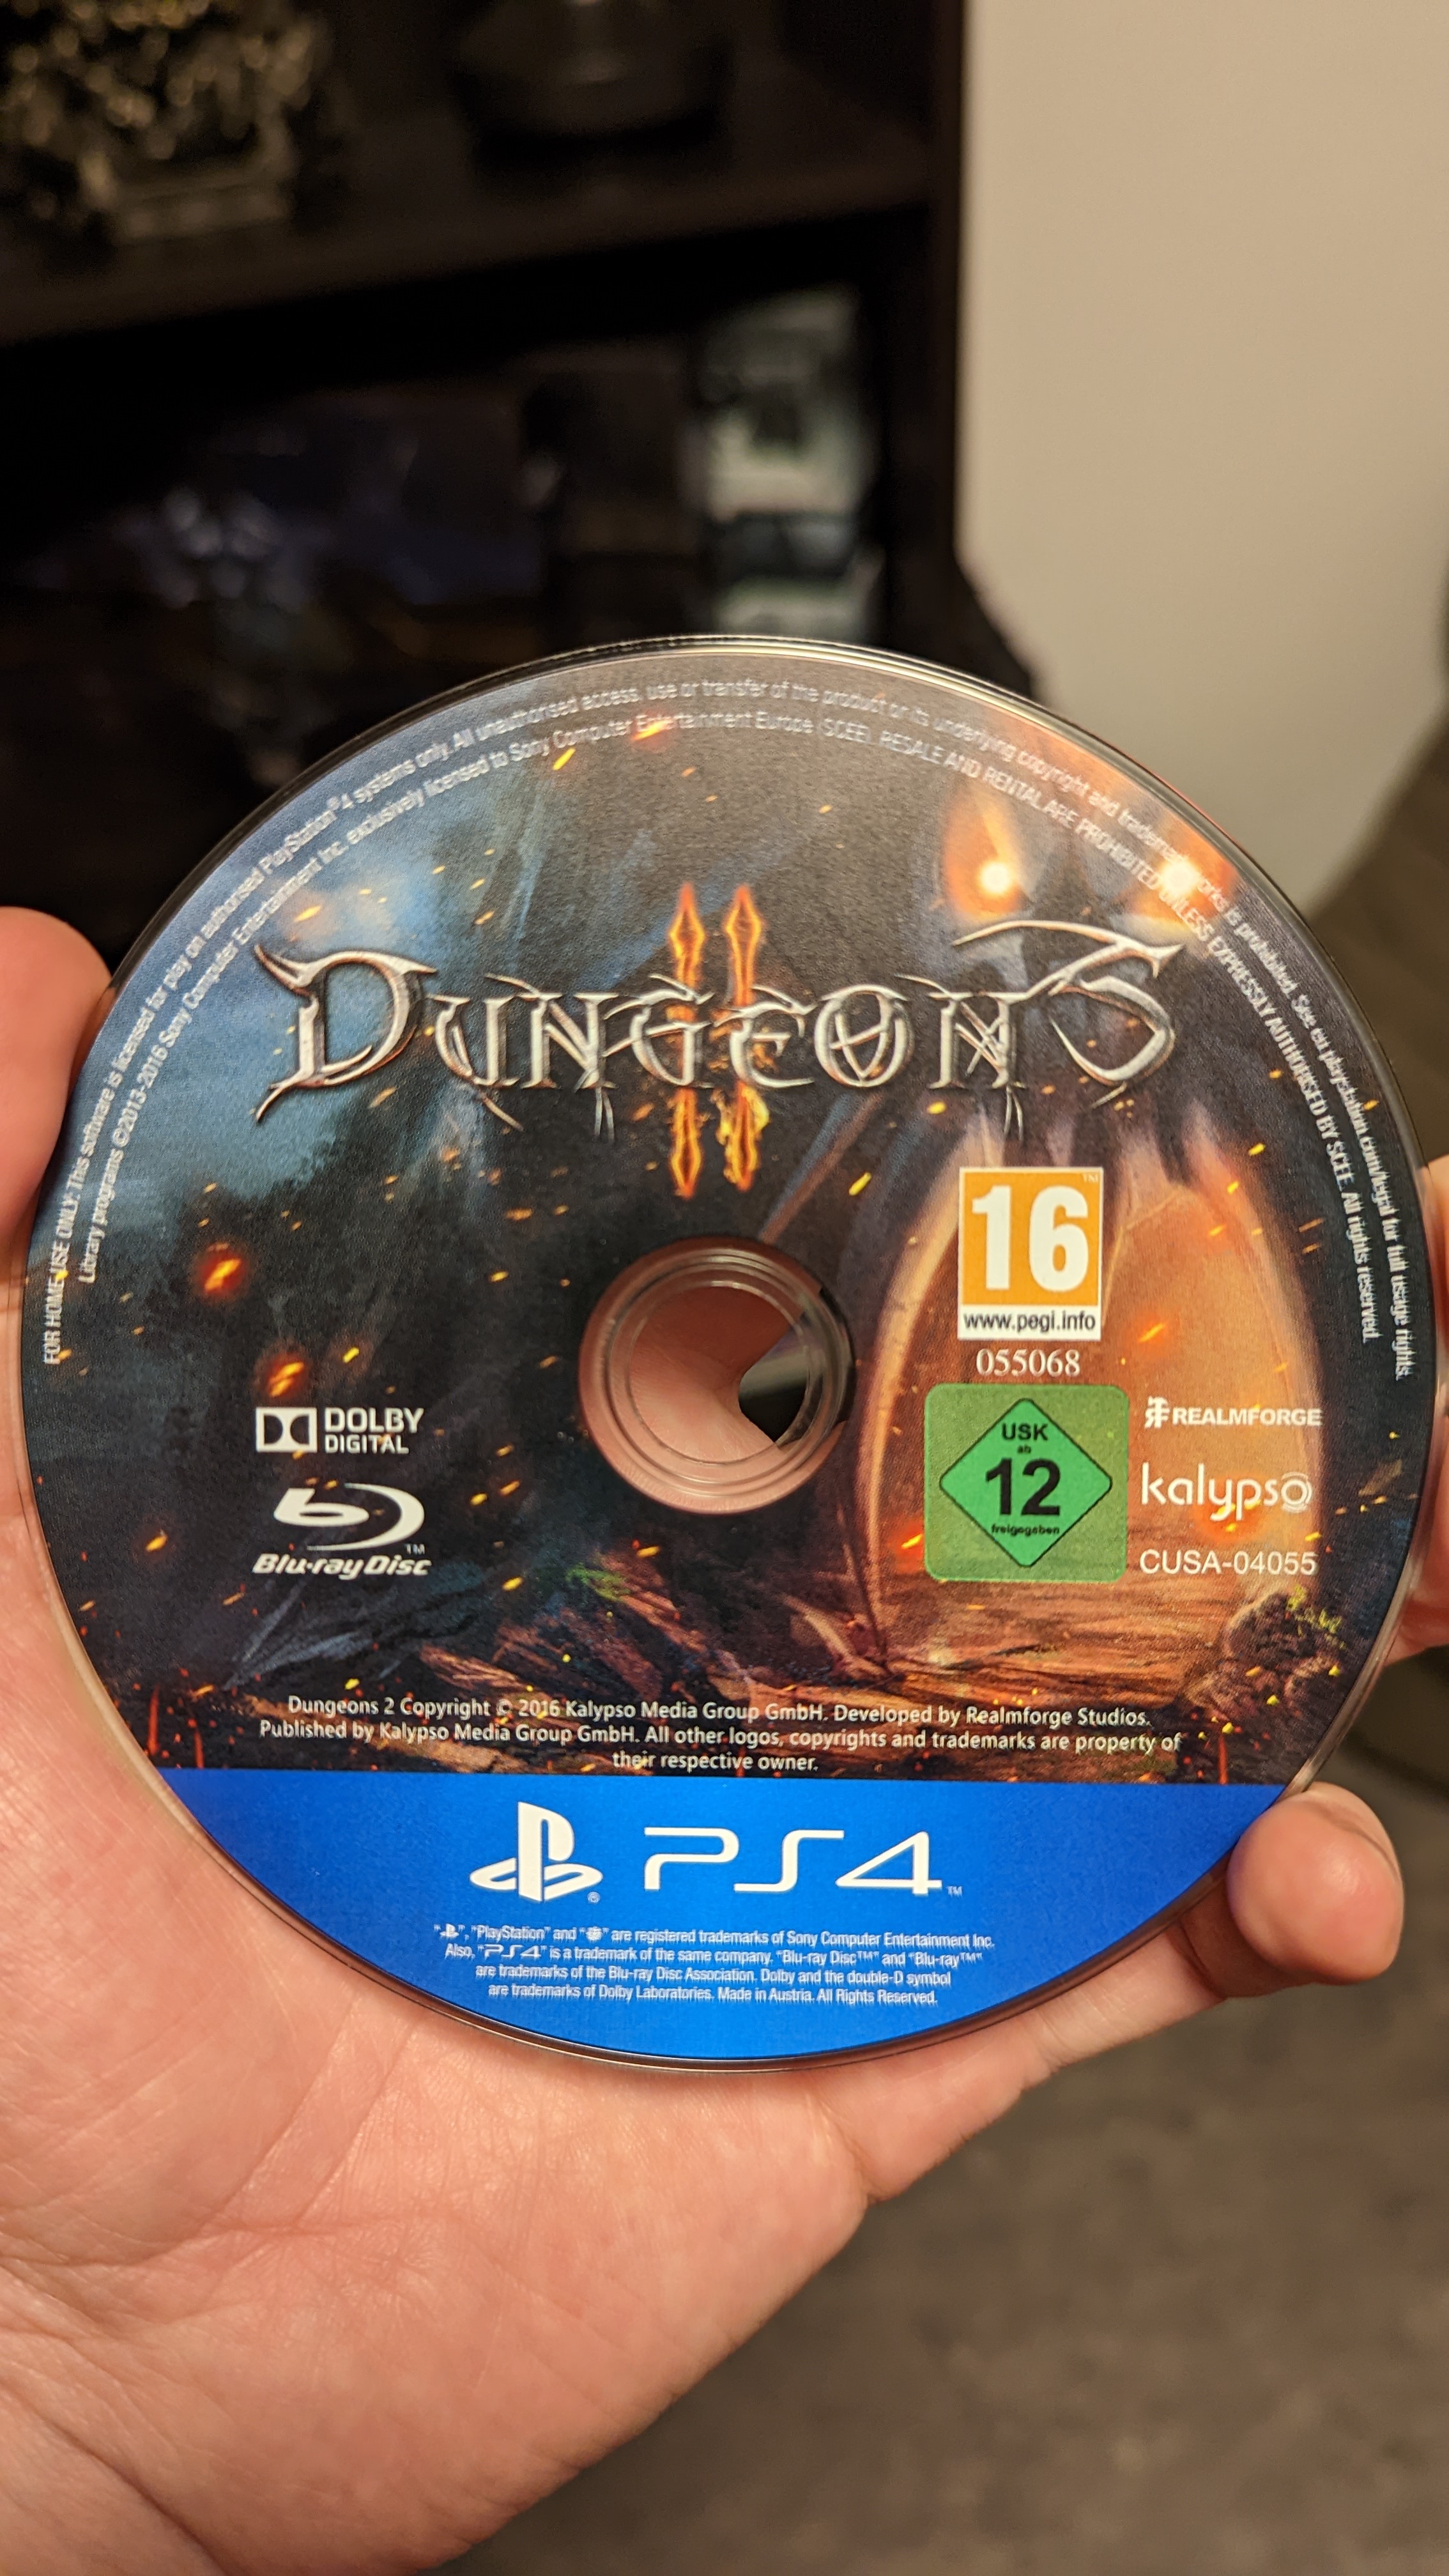 FOR HOME USE ONLY: This software is licensed for play on authorised PlayStation®4 systems only. All unauthorised access, use or transfer of the product or its underlying copyright and trademark works is prohibited. See eu.playstation.com/legal for full usage rights.
Library programs ©2013-2016 Sony Computer Entertainment Inc. exclusively licensed to Sony Computer Entertainment Europe (SCEE). RESALE AND RENTAL ARE PROHIBITED UNLESS EXPRESSLY AUTHORISED BY SCEE. All rights reserved.
DUNGEONS
II
16™
www.pegi.info
055068
DOLBY
DIGITAL
Blu-ray Disc™
USK
ab
12
freigegeben
REALMFORGE
kalypso
CUSA-04055
Dungeons 2 Copyright © 2016 Kalypso Media Group GmbH. Developed by Realmforge Studios.
Published by Kalypso Media Group GmbH. All other logos, copyrights and trademarks are property of
their respective owner.
® PS4™
" ", "PlayStation" and " " are registered trademarks of Sony Computer Entertainment Inc.
Also, "PS4" is a trademark of the same company. "Blu-ray Disc™" and "Blu-ray™"
are trademarks of the Blu-ray Disc Association. Dolby and the double-D symbol
are trademarks of Dolby Laboratories. Made in Austria. All Rights Reserved.